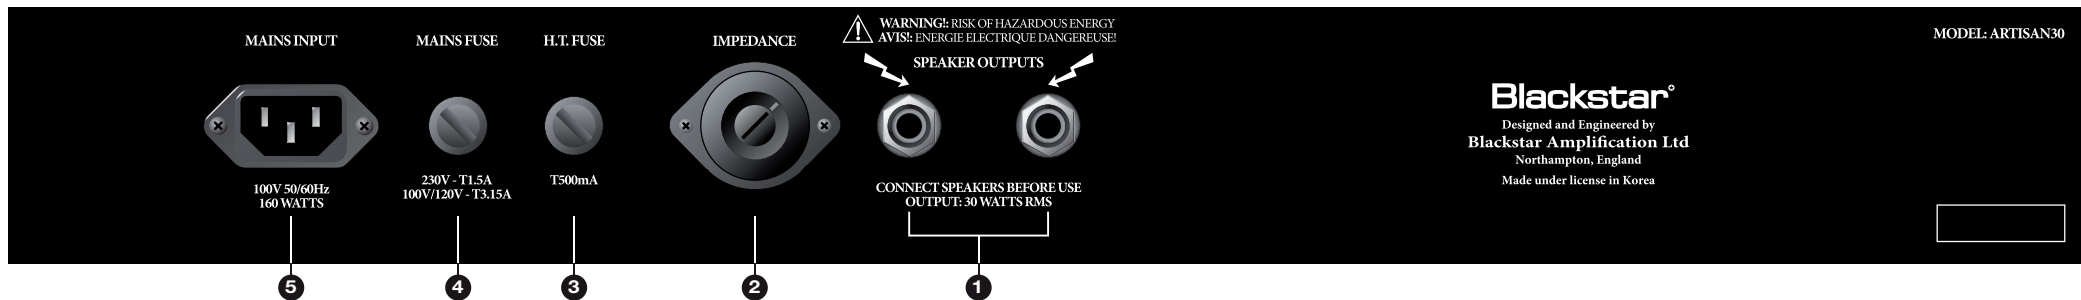 MAINS INPUT
MAINS FUSE
H.T. FUSE
IMPEDANCE
WARNING!: RISK OF HAZARDOUS ENERGY
AVIS!: ENERGIE ELECTRIQUE DANGEREUSE!
SPEAKER OUTPUTS
MODEL: ARTISAN30
100V 50/60Hz
160 WATTS
230V - T1.5A
100V/120V - T3.15A
T500mA
CONNECT SPEAKERS BEFORE USE
OUTPUT: 30 WATTS RMS
Blackstar®
Designed and Engineered by
Blackstar Amplification Ltd
Northampton, England
Made under license in Korea
5
4
3
2
1